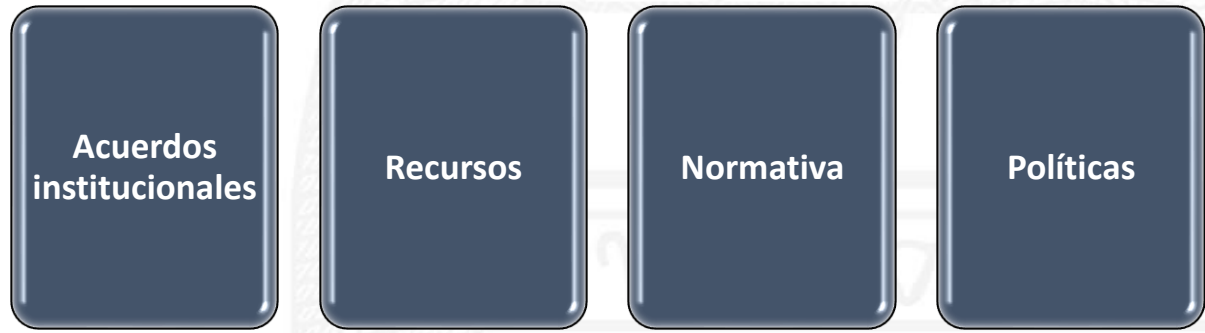 Acuerdos
institucionales
Recursos
Normativa
Políticas